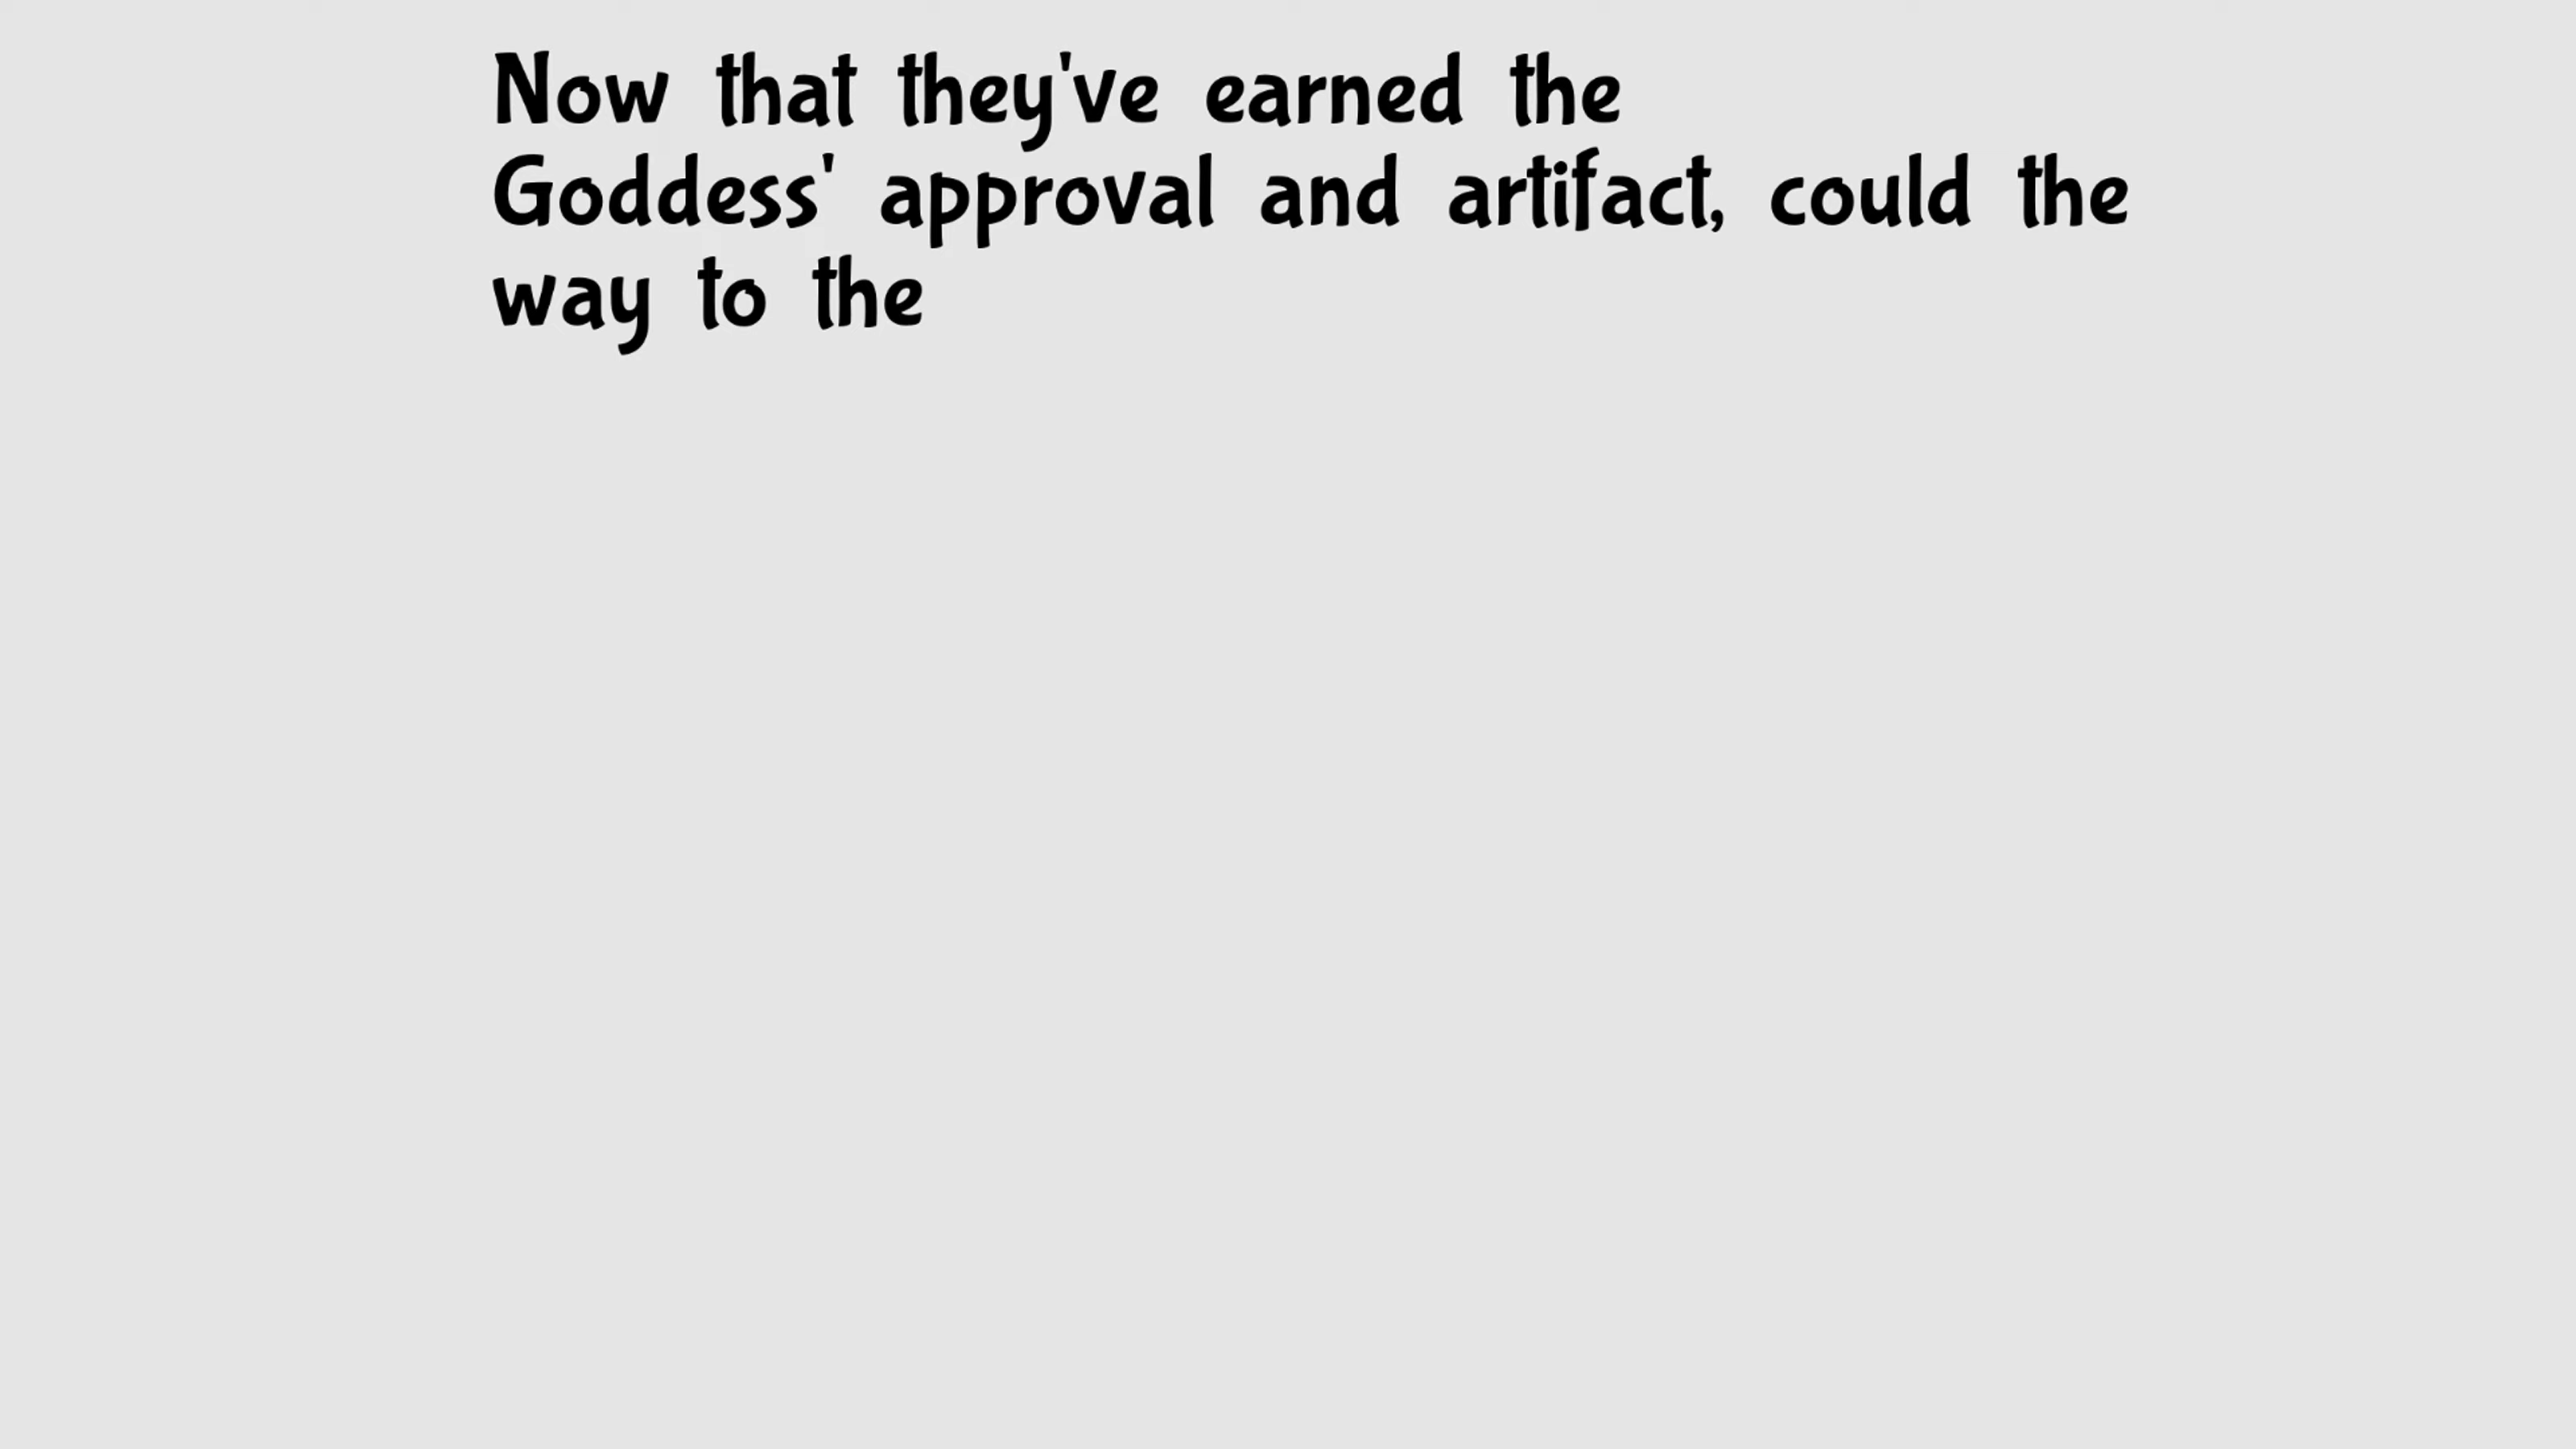 Now that they've earned the
Goddess' approval and artifact, could the
way to the